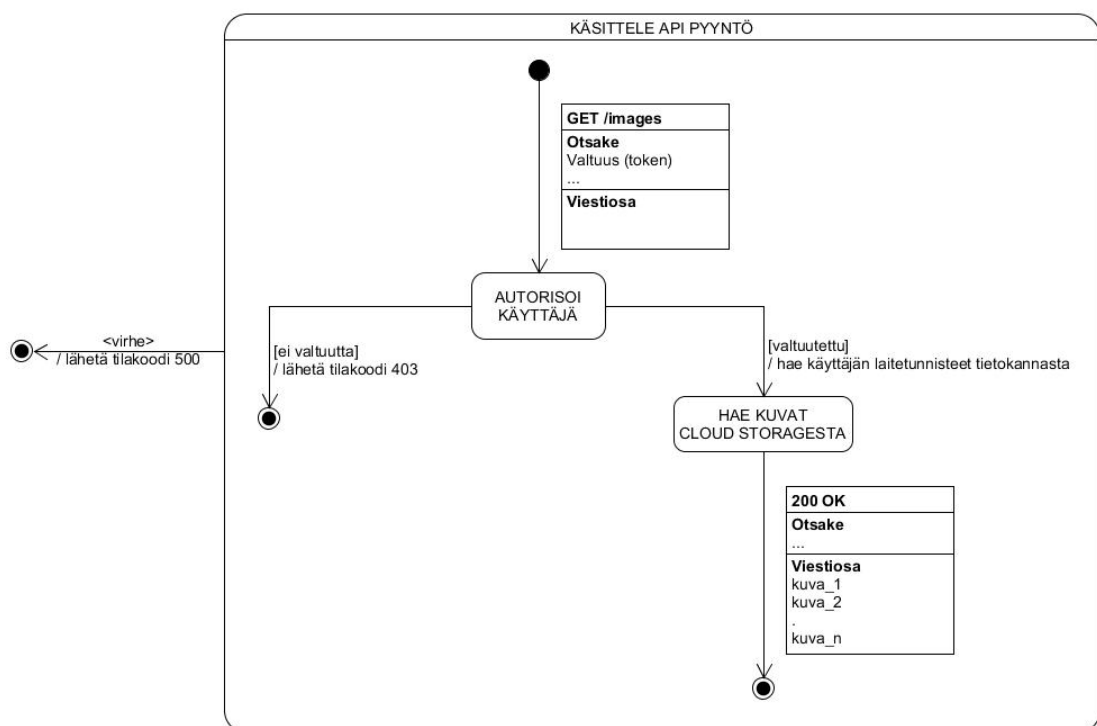 KÄSITTELE API PYYNTÖ
GET /images
Otsake
Valtuus (token)
...
Viestiosa
AUTORISOI
KÄYTTÄJÄ
<virhe>
/ lähetä tilakoodi 500
[ei valtuutta]
/ lähetä tilakoodi 403
[valtuutettu]
/ hae käyttäjän laitetunnisteet tietokannasta
HAE KUVAT
CLOUD STORAGESTA
200 OK
Otsake
...
Viestiosa
kuva_1
kuva_2
.
kuva_n